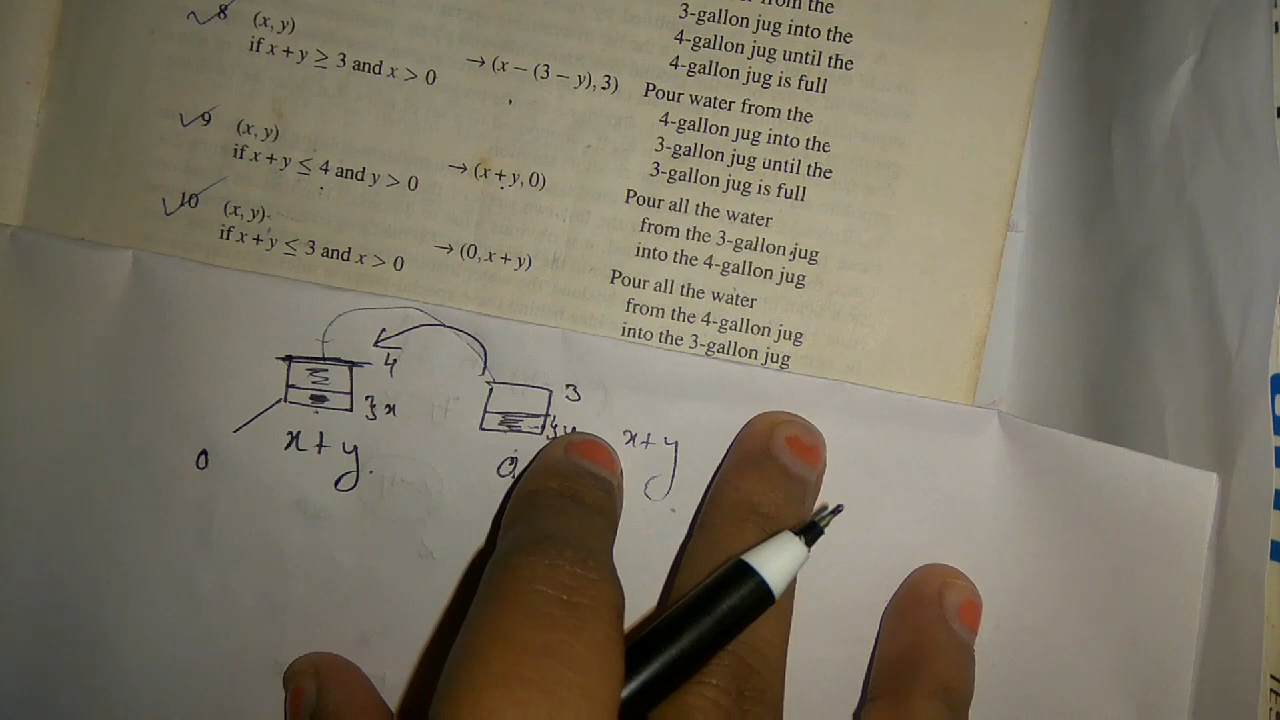 from the
3-gallon jug into the
4-gallon jug until the
4-gallon jug is full
8 (x, y) → (x − (3 − y), 3) Pour water from the
if x + y ≥ 3 and x > 0 4-gallon jug into the
3-gallon jug until the
3-gallon jug is full
9 (x, y) → (x + y, 0) Pour all the water
if x + y ≤ 4 and y > 0 from the 3-gallon jug
into the 4-gallon jug
10 (x, y) → (0, x + y) Pour all the water
if x + y ≤ 3 and x > 0 from the 4-gallon jug
into the 3-gallon jug
4 3
}x
x+y x+y
0